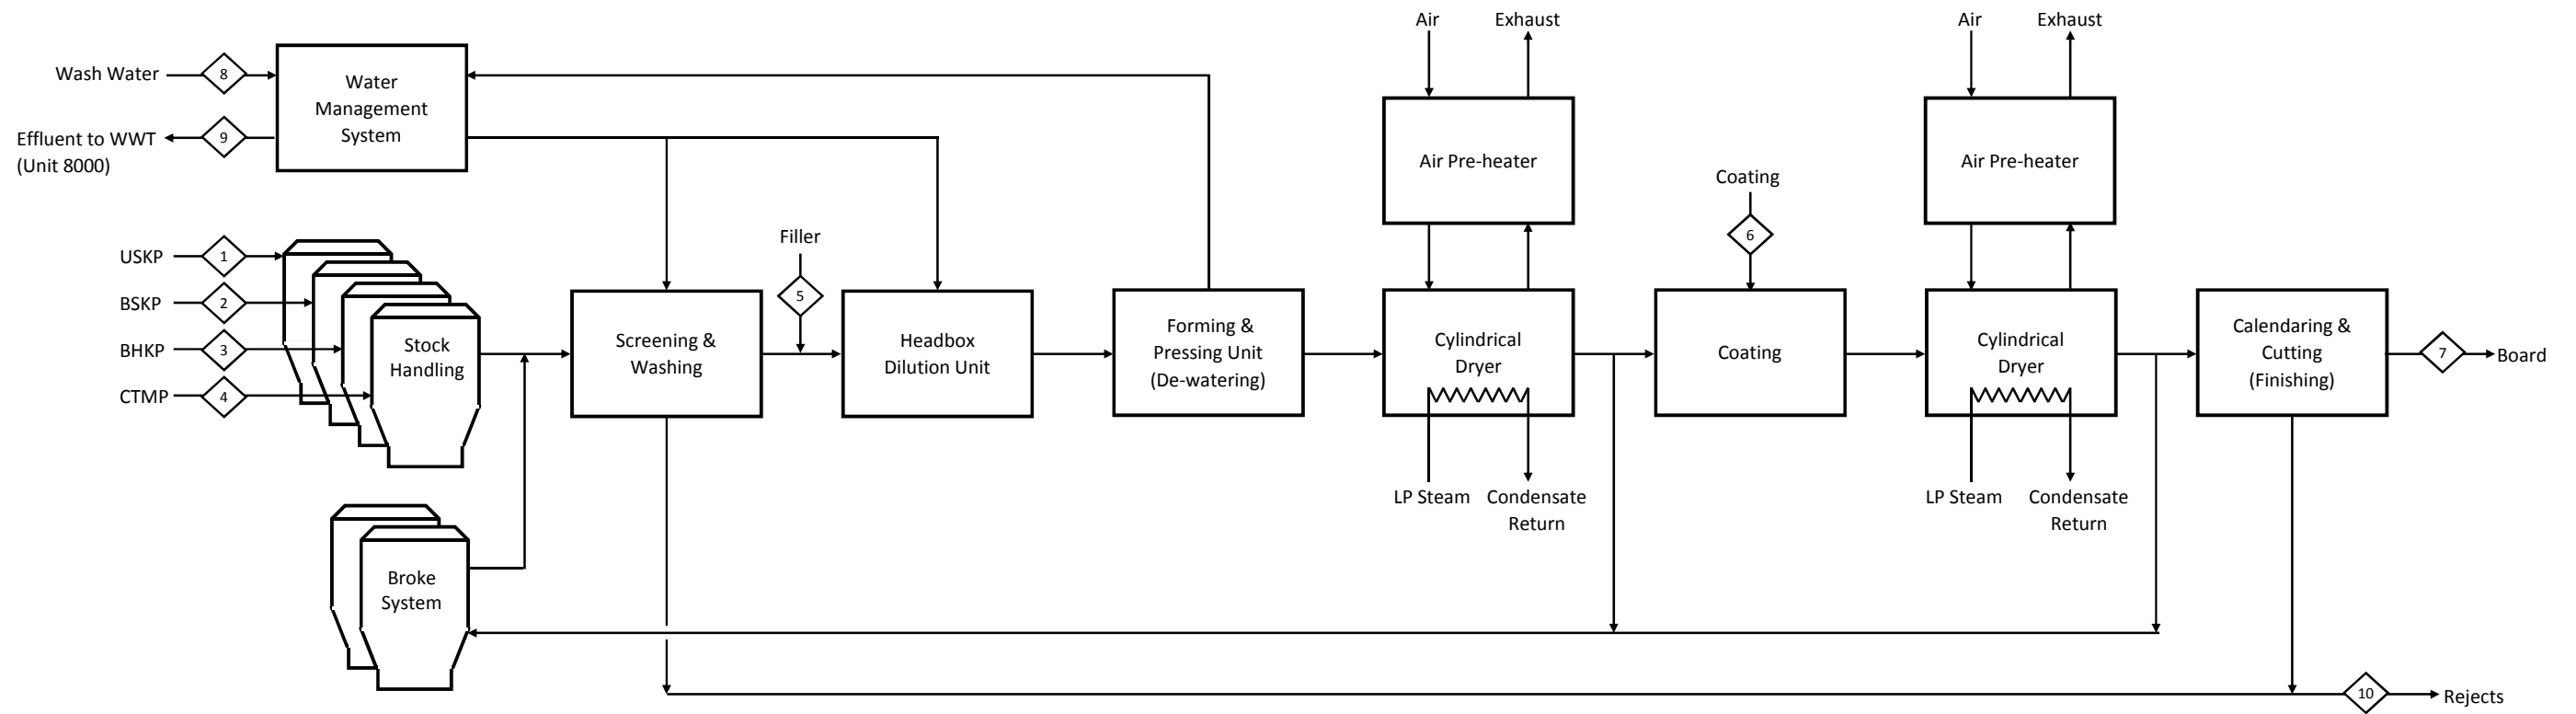 Air
Exhaust
Air
Exhaust
Wash Water
8
Water
Management
System
Effluent to WWT
(Unit 8000)
9
Air Pre-heater
Air Pre-heater
Coating
6
USKP
1
BSKP
2
BHKP
3
CTMP
4
Stock
Handling
Filler
5
Screening &
Washing
Headbox
Dilution Unit
Forming &
Pressing Unit
(De-watering)
Cylindrical
Dryer
Coating
Cylindrical
Dryer
Calendaring &
Cutting
(Finishing)
7
Board
LP Steam
Condensate
Return
LP Steam
Condensate
Return
Broke
System
10
Rejects